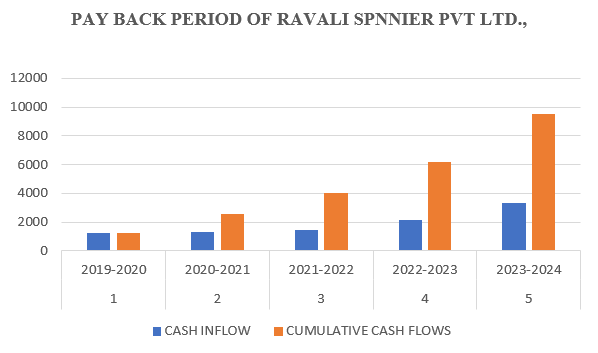 PAY BACK PERIOD OF RAVALI SPNNIER PVT LTD.,
12000
10000
8000
6000
4000
2000
0
2019-2020 2020-2021 2021-2022 2022-2023 2023-2024
1 2 3 4 5
CASH INFLOW CUMULATIVE CASH FLOWS